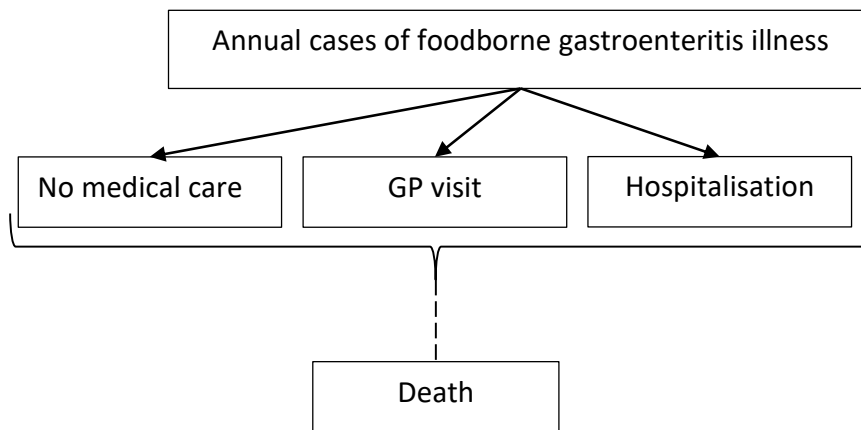 Annual cases of foodborne gastroenteritis illness
No medical care
GP visit
Hospitalisation
Death